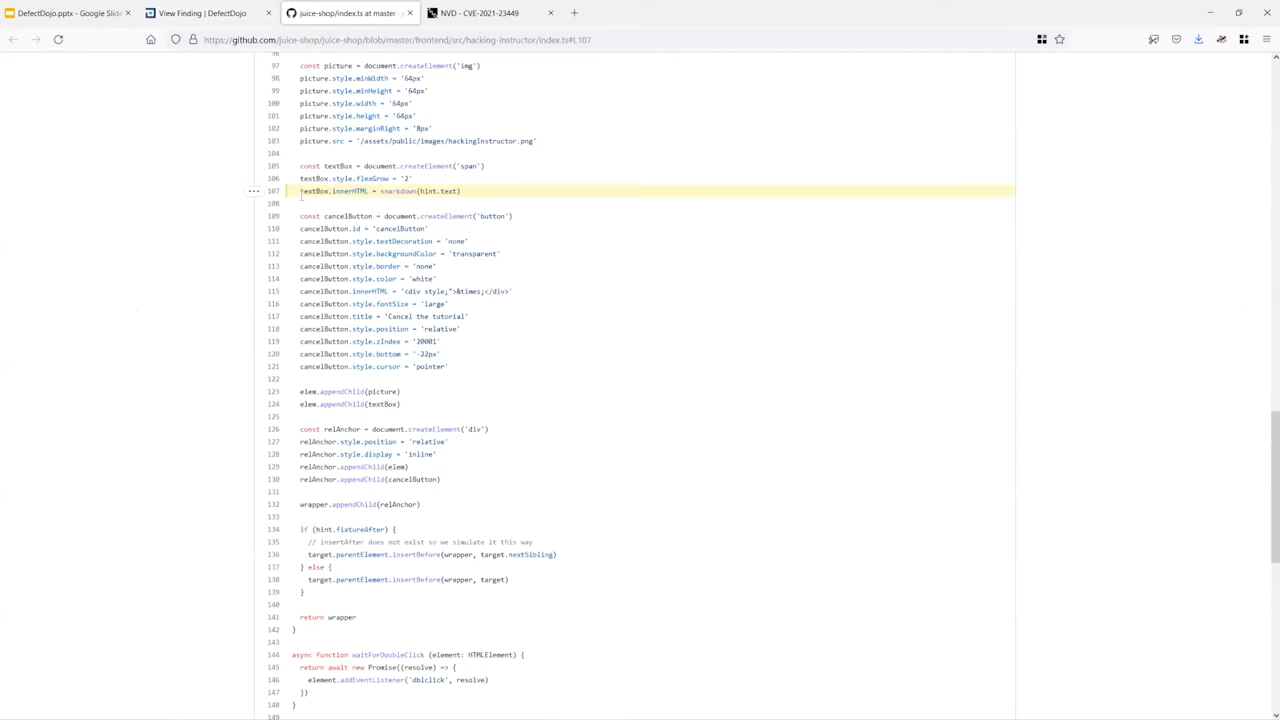 DefectDojo.pptx - Google Slide
View Finding | DefectDojo
juice-shop/index.ts at master · j
NVD - CVE-2021-23449
https://github.com/juice-shop/juice-shop/blob/master/frontend/src/hacking-instructor/index.ts#L107
96
97 const picture = document.createElement('img')
98 picture.style.minWidth = '64px'
99 picture.style.minHeight = '64px'
100 picture.style.width = '64px'
101 picture.style.height = '64px'
102 picture.style.marginRight = '8px'
103 picture.src = '/assets/public/images/hackingInstructor.png'
104
105 const textBox = document.createElement('span')
106 textBox.style.flexGrow = '2'
107 textBox.innerHTML = snarkdown(hint.text)
108
109 const cancelButton = document.createElement('button')
110 cancelButton.id = 'cancelButton'
111 cancelButton.style.textDecoration = 'none'
112 cancelButton.style.backgroundColor = 'transparent'
113 cancelButton.style.border = 'none'
114 cancelButton.style.color = 'white'
115 cancelButton.innerHTML = '<div style;">&times;</div>'
116 cancelButton.style.fontSize = 'large'
117 cancelButton.title = 'Cancel the tutorial'
118 cancelButton.style.position = 'relative'
119 cancelButton.style.zIndex = '20001'
120 cancelButton.style.bottom = '-22px'
121 cancelButton.style.cursor = 'pointer'
122
123 elem.appendChild(picture)
124 elem.appendChild(textBox)
125
126 const relAnchor = document.createElement('div')
127 relAnchor.style.position = 'relative'
128 relAnchor.style.display = 'inline'
129 relAnchor.appendChild(elem)
130 relAnchor.appendChild(cancelButton)
131
132 wrapper.appendChild(relAnchor)
133
134 if (hint.fixtureAfter) {
135 // insertAfter does not exist so we simulate it this way
136 target.parentElement.insertBefore(wrapper, target.nextSibling)
137 } else {
138 target.parentElement.insertBefore(wrapper, target)
139 }
140
141 return wrapper
142 }
143
144 async function waitForDoubleClick (element: HTMLElement) {
145 return await new Promise((resolve) => {
146 element.addEventListener('dblclick', resolve)
147 })
148 }
149